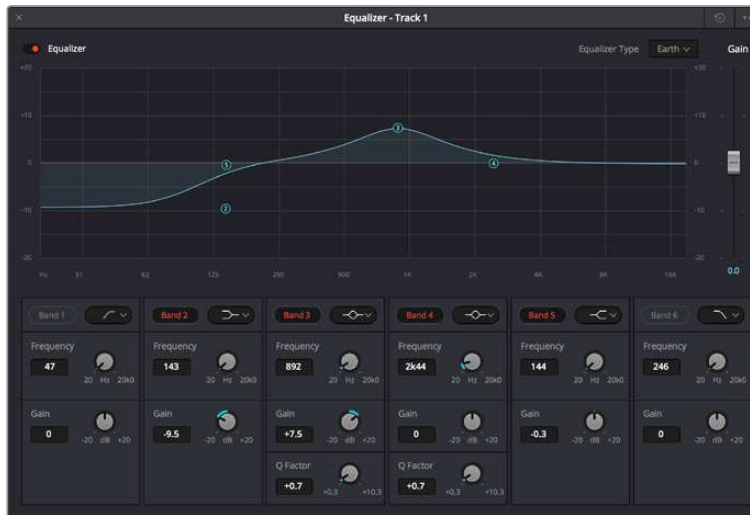 Equalizer - Track 1
Equalizer
Equalizer Type Earth Gain
+20 +20
+10 +10
0 0
-10 -10
-20 -20
5 2 3 4
Hz 31 62 125 250 500 1K 2K 4K 8K 16K
0.0
Band 1 Band 2 Band 3 Band 4 Band 5 Band 6
Frequency Frequency Frequency Frequency Frequency Frequency
47 143 892 2k44 144 246
20 Hz 20k0 20 Hz 20k0 20 Hz 20k0 20 Hz 20k0 20 Hz 20k0 20 Hz 20k0
Gain Gain Gain Gain Gain Gain
0 -9.5 +7.5 0 -0.3 0
-20 dB +20 -20 dB +20 -20 dB +20 -20 dB +20 -20 dB +20 -20 dB +20
Q Factor Q Factor
+0.7 +0.7
+0.3 +10.3 +0.3 +10.3